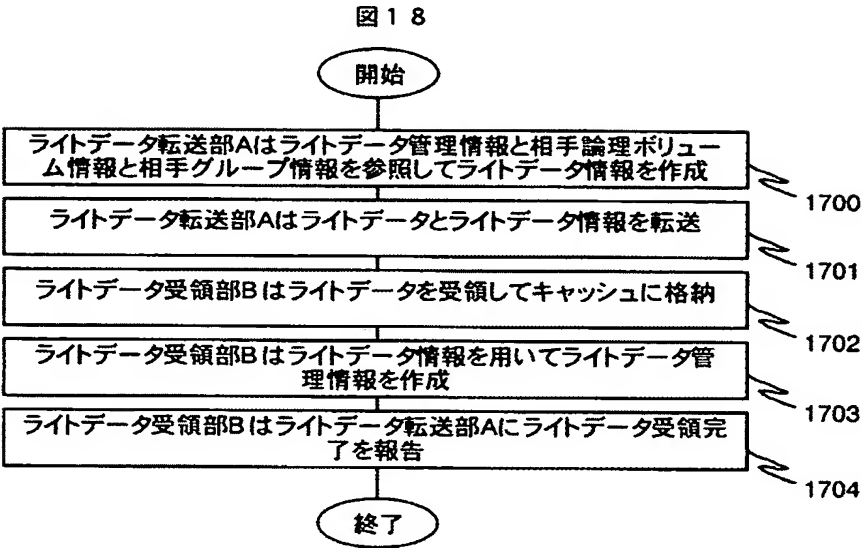 図18
開始
ライトデータ転送部Aはライトデータ管理情報と相手論理ボリュー
ム情報と相手グループ情報を参照してライトデータ情報を作成
1700
ライトデータ転送部Aはライトデータとライトデータ情報を転送
1701
ライトデータ受領部Bはライトデータを受領してキャッシュに格納
1702
ライトデータ受領部Bはライトデータ情報を用いてライトデータ管
理情報を作成
1703
ライトデータ受領部Bはライトデータ転送部Aにライトデータ受領完
了を報告
1704
終了